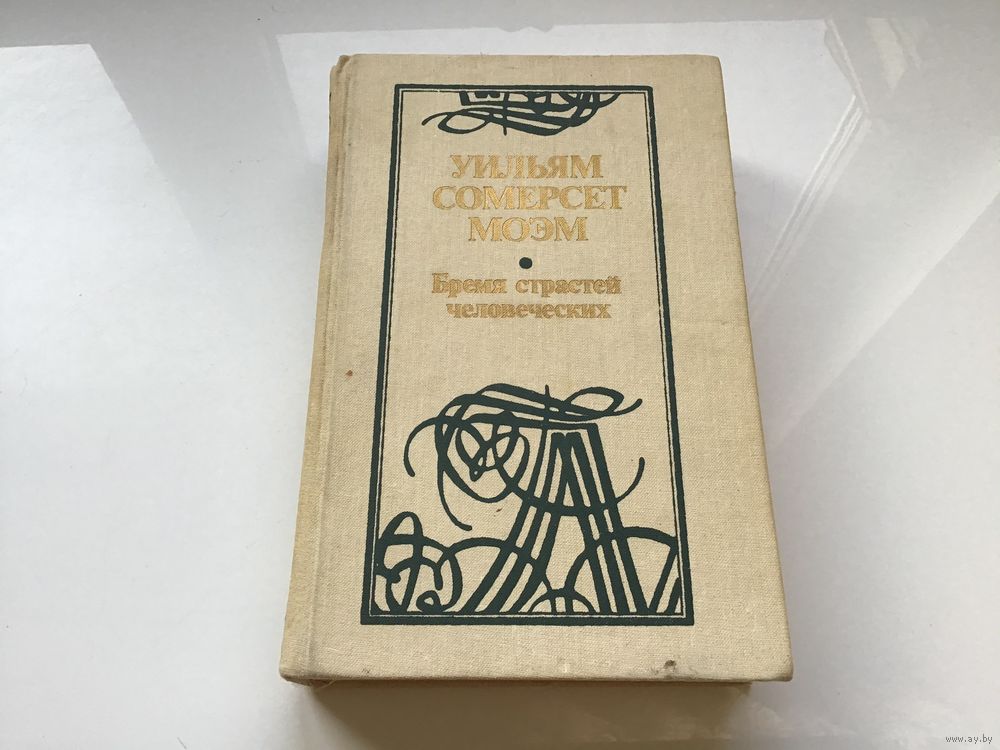 УИЛЬЯМ
СОМЕРСЕТ
МОЭМ
Бремя страстей
человеческих
www.ay.by